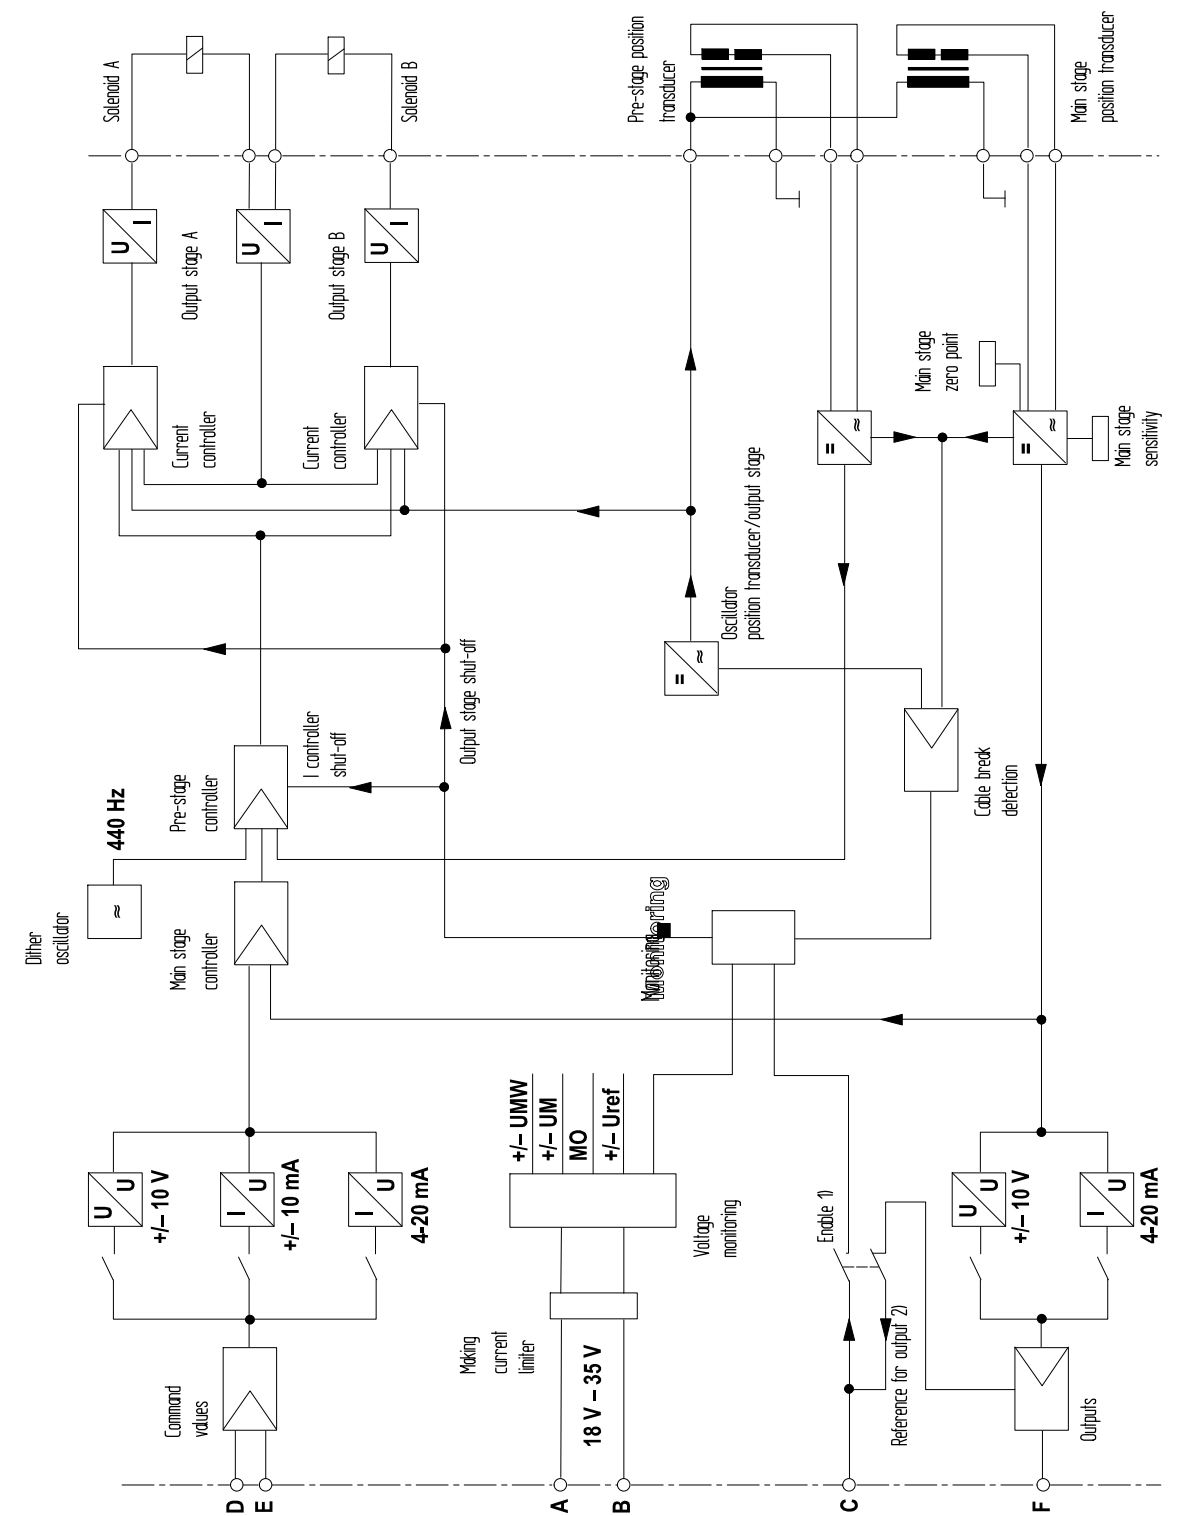 Dither
oscillator
440 Hz
Solenoid A
Solenoid B
U
I
U
I
U
I
Output stage A
Output stage B
Current
controller
Current
controller
Pre-stage
controller
I controller
shut-off
Output stage shut-off
Main stage
controller
≈
Command
values
D
E
U
U
+/– 10 V
I
U
+/– 10 mA
I
U
4-20 mA
Making
current
limiter
18 V – 35 V
A
B
+/– UMW
+/– UM
MO
+/– Uref
Voltage
monitoring
Monitoring
Monitoring
Pre-stage position
transducer
Oscillator
position transducer/output stage
=
≈
=
≈
Enable 1)
Reference for output 2)
C
Main stage
zero point
Cable break
detection
=
≈
Main stage
position transducer
Main stage
sensitivity
U
U
+/– 10 V
I
U
4-20 mA
Outputs
F